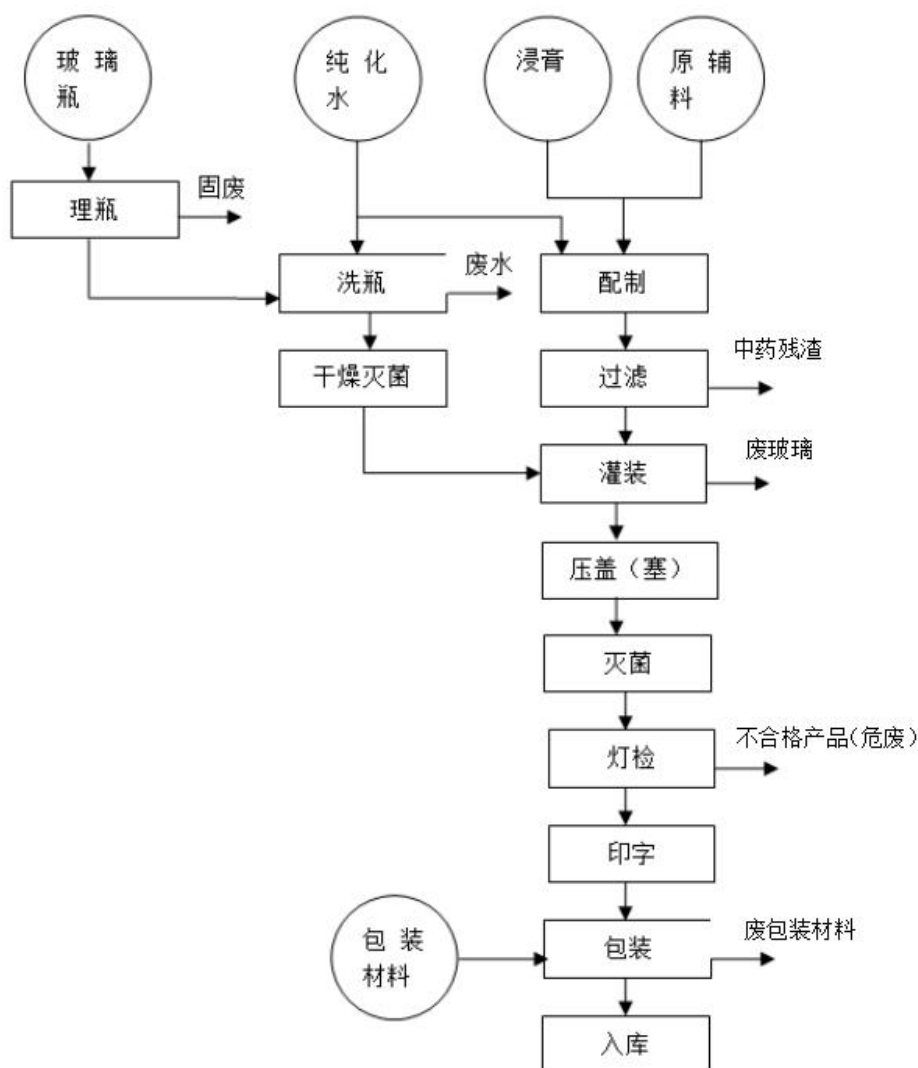 玻 璃
瓶
纯 化
水
浸膏
原 辅
料
理瓶
固废
洗瓶
废水
配制
干燥灭菌
过滤
中药残渣
灌装
废玻璃
压盖（塞）
灭菌
灯检
不合格产品(危废)
印字
包 装
材料
包装
废包装材料
入库